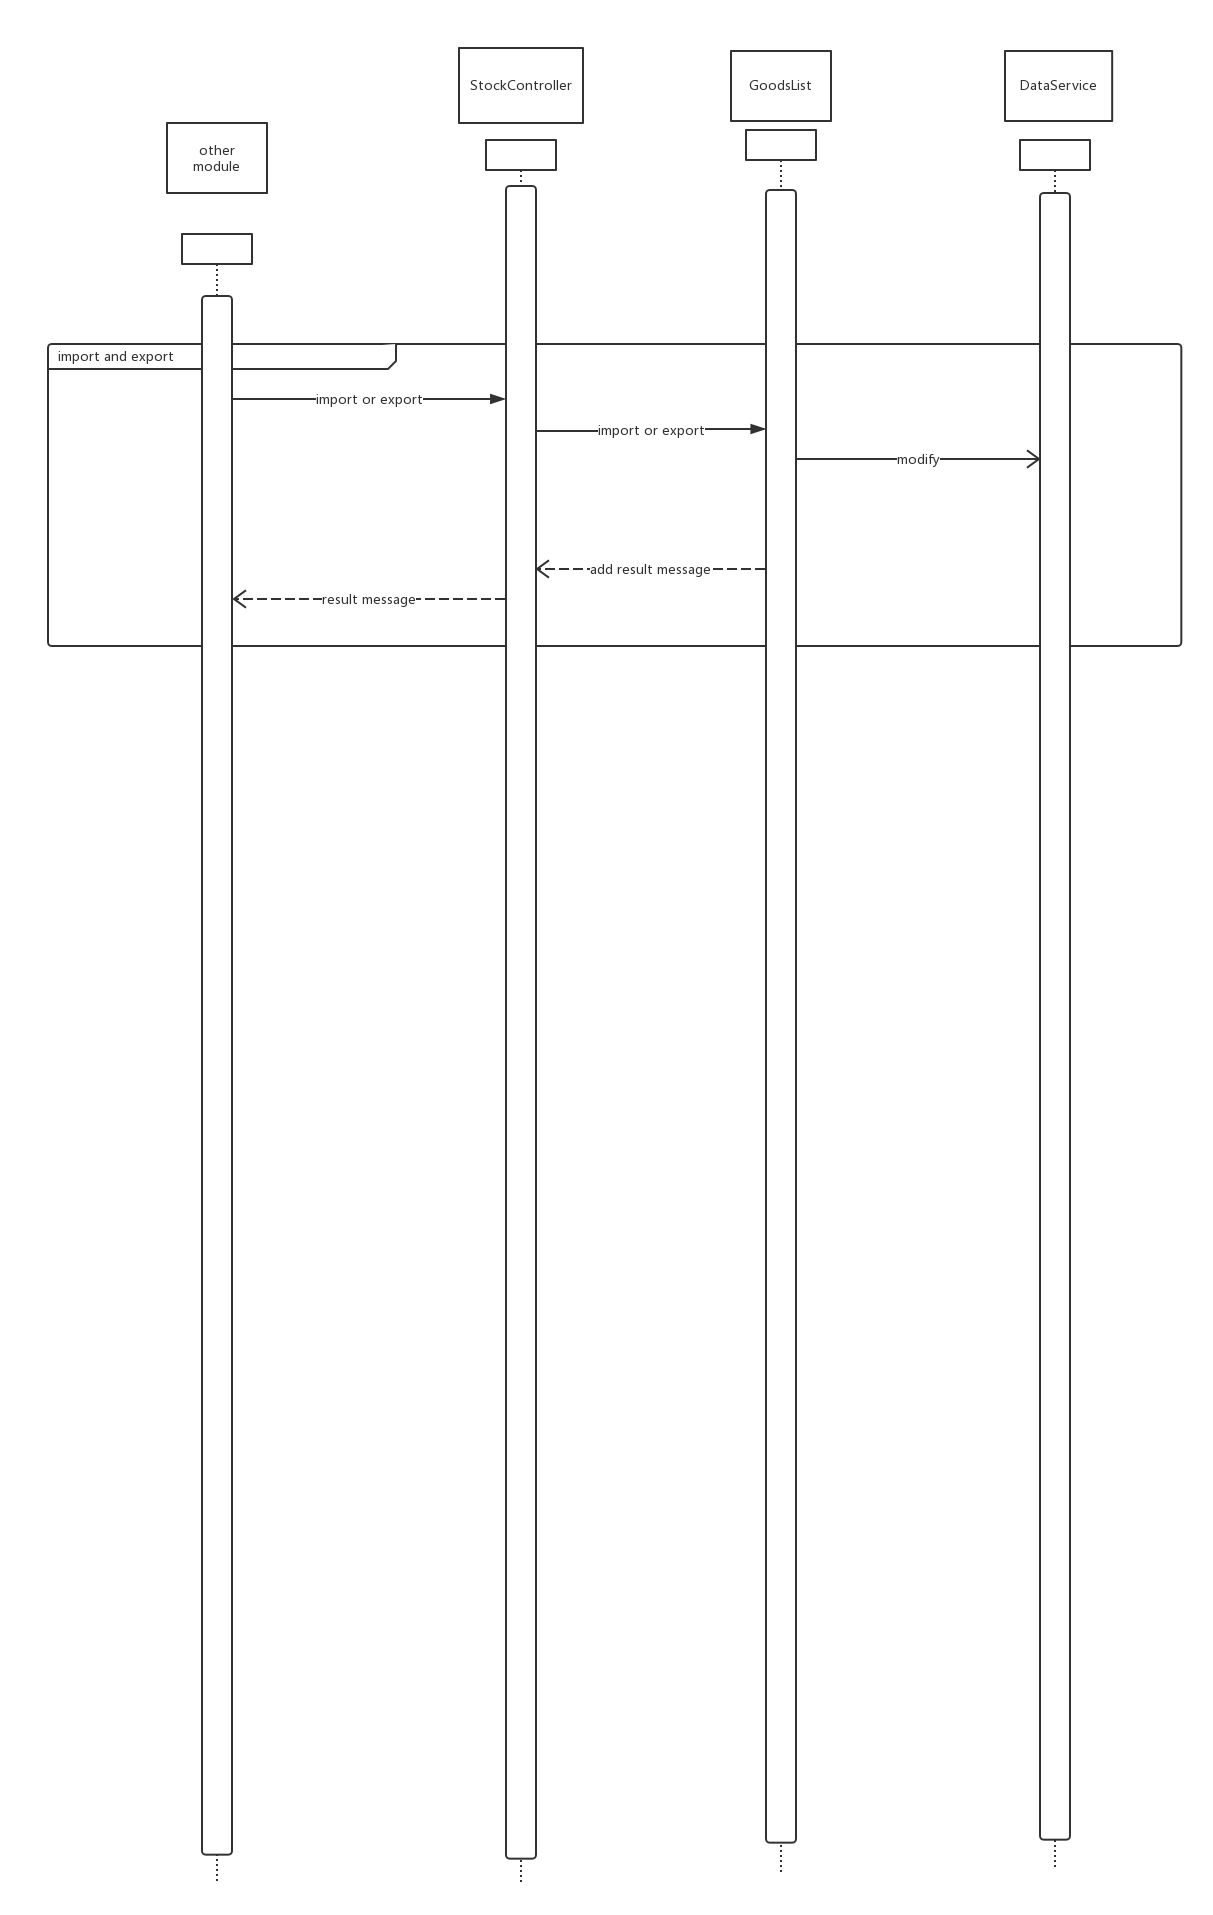 StockController
GoodsList
DataService
other
module
import and export
import or export
import or export
modify
add result message
result message